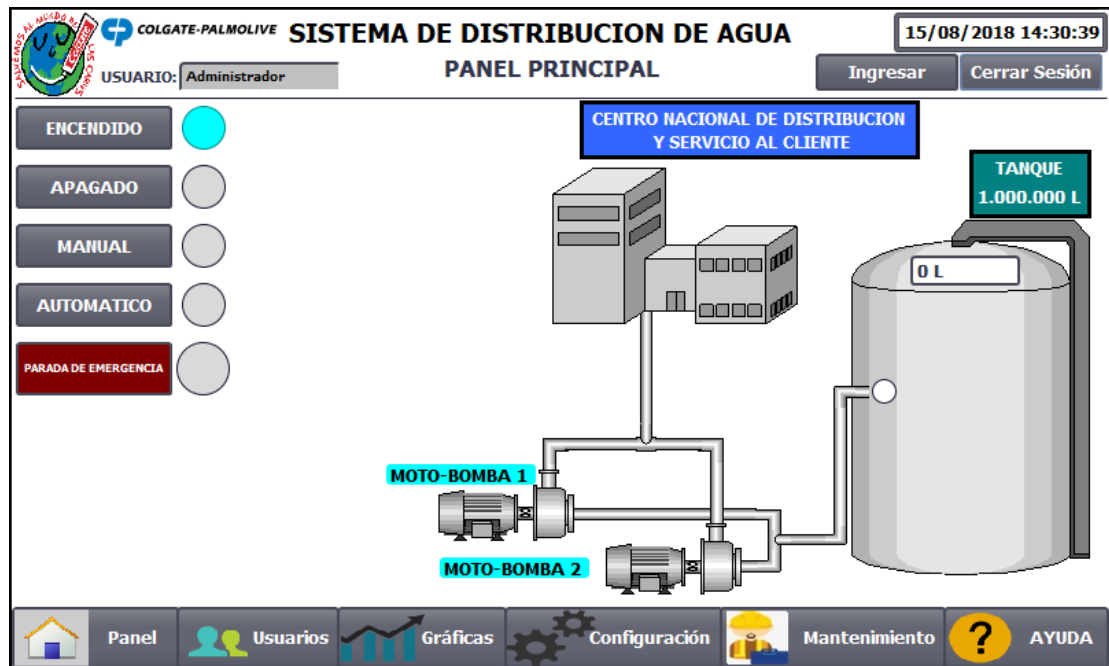 COLGATE-PALMOLIVE
SISTEMA DE DISTRIBUCION DE AGUA
15/08/2018 14:30:39
USUARIO: Administrador
PANEL PRINCIPAL
Ingresar
Cerrar Sesión
ENCENDIDO
APAGADO
MANUAL
AUTOMATICO
PARADA DE EMERGENCIA
CENTRO NACIONAL DE DISTRIBUCION
Y SERVICIO AL CLIENTE
TANQUE
1.000.000 L
0 L
MOTO-BOMBA 1
MOTO-BOMBA 2
Panel
Usuarios
Gráficas
Configuración
Mantenimiento
?
AYUDA